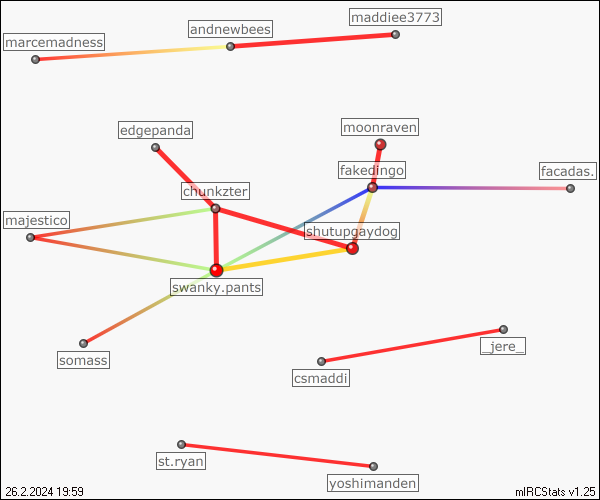 maddiee3773
andnewbees
marcemadness
edgepanda
moonraven
fakedingo
facadas.
chunkzter
majestico
shutupgaydog
swanky.pants
_jere_
somass
csmaddi
st.ryan
yoshimanden
26.2.2024 19:59
mIRCStats v1.25